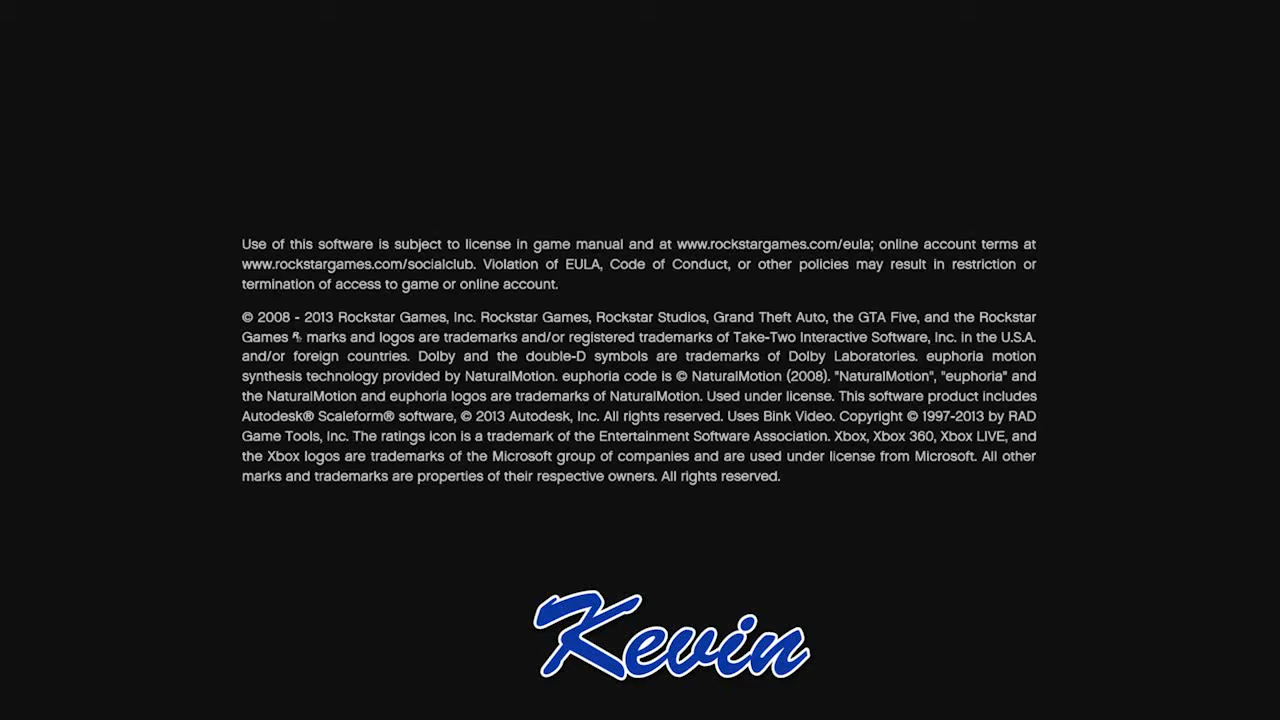 Use of this software is subject to license in game manual and at www.rockstargames.com/eula; online account terms at
www.rockstargames.com/socialclub. Violation of EULA, Code of Conduct, or other policies may result in restriction or
termination of access to game or online account.
© 2008 - 2013 Rockstar Games, Inc. Rockstar Games, Rockstar Studios, Grand Theft Auto, the GTA Five, and the Rockstar
Games R* marks and logos are trademarks and/or registered trademarks of Take-Two Interactive Software, Inc. in the U.S.A.
and/or foreign countries. Dolby and the double-D symbols are trademarks of Dolby Laboratories. euphoria motion
synthesis technology provided by NaturalMotion. euphoria code is © NaturalMotion (2008). "NaturalMotion", "euphoria" and
the NaturalMotion and euphoria logos are trademarks of NaturalMotion. Used under license. This software product includes
Autodesk® Scaleform® software, © 2013 Autodesk, Inc. All rights reserved. Uses Bink Video. Copyright © 1997-2013 by RAD
Game Tools, Inc. The ratings icon is a trademark of the Entertainment Software Association. Xbox, Xbox 360, Xbox LIVE, and
the Xbox logos are trademarks of the Microsoft group of companies and are used under license from Microsoft. All other
marks and trademarks are properties of their respective owners. All rights reserved.
Kevin